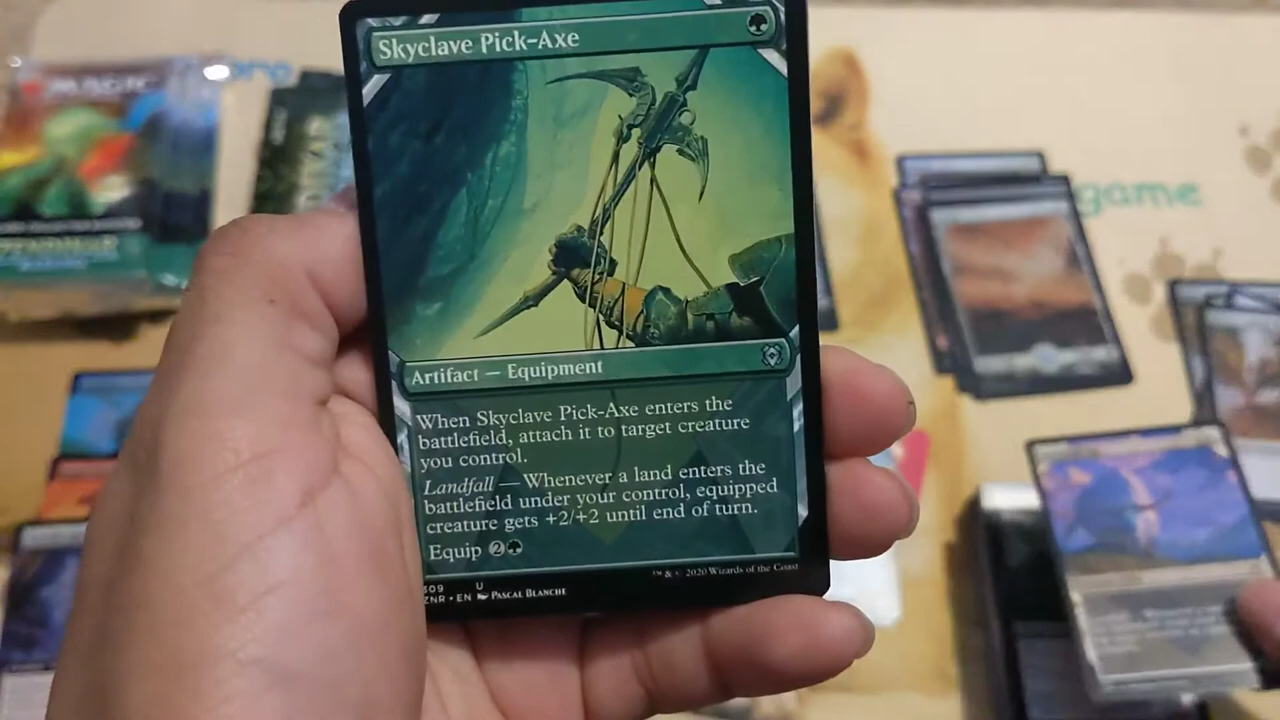 Skyclave Pick-Axe
MAGIC
game
Artifact — Equipment
When Skyclave Pick-Axe enters the
battlefield, attach it to target creature
you control.
Landfall — Whenever a land enters the
battlefield under your control, equipped
creature gets +2/+2 until end of turn.
Equip 2
309 U
ZNR • EN PASCAL BLANCHE
™ & © 2020 Wizards of the Coast